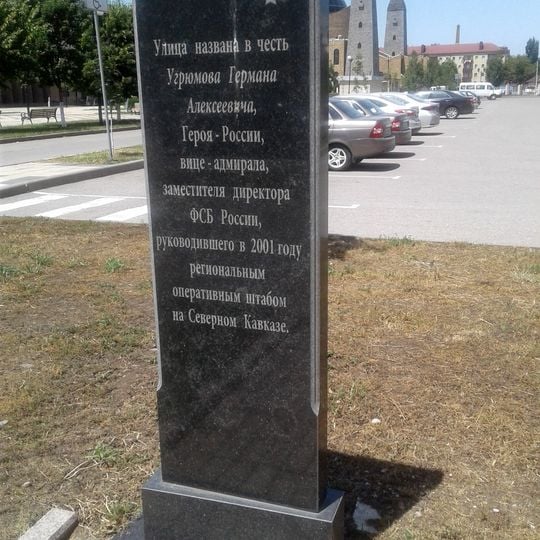 Улица названа в честь
Угрюмова Германа
Алексеевича,
Героя - России,
вице - адмирала,
заместителя директора
ФСБ России,
руководившего в 2001 году
региональным
оперативным штабом
на Северном Кавказе.